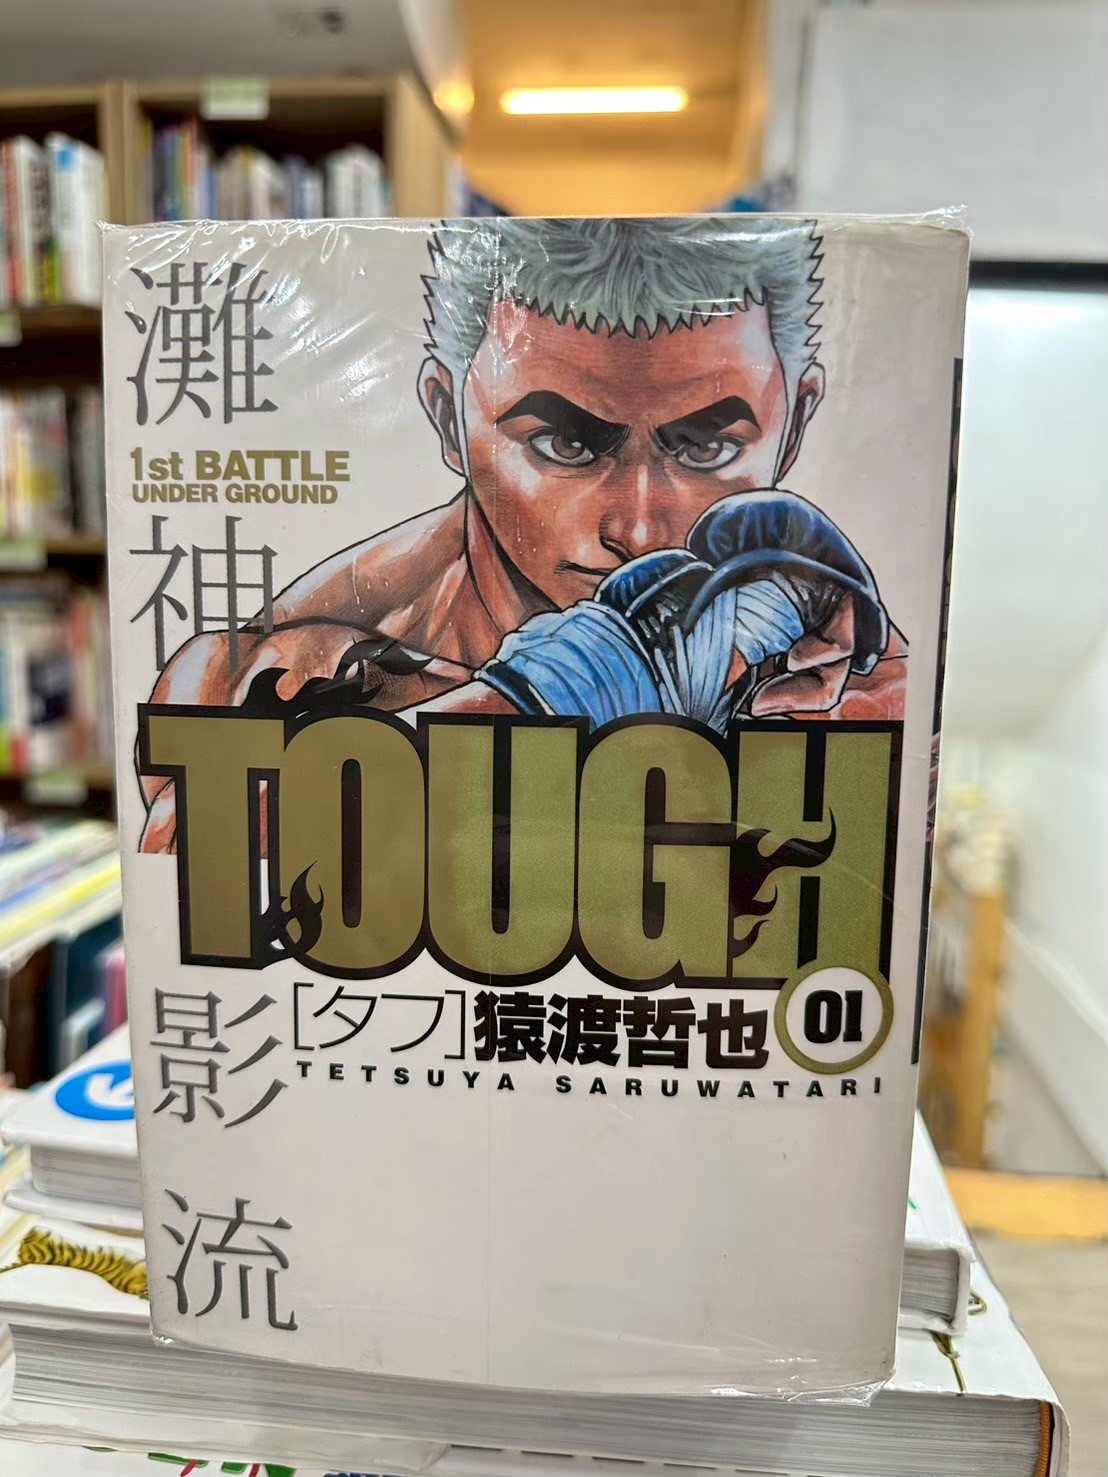 灘神影流
1st BATTLE
UNDER GROUND
TOUGH
[タフ]猿渡哲也
01
TETSUYA SARUWATARI